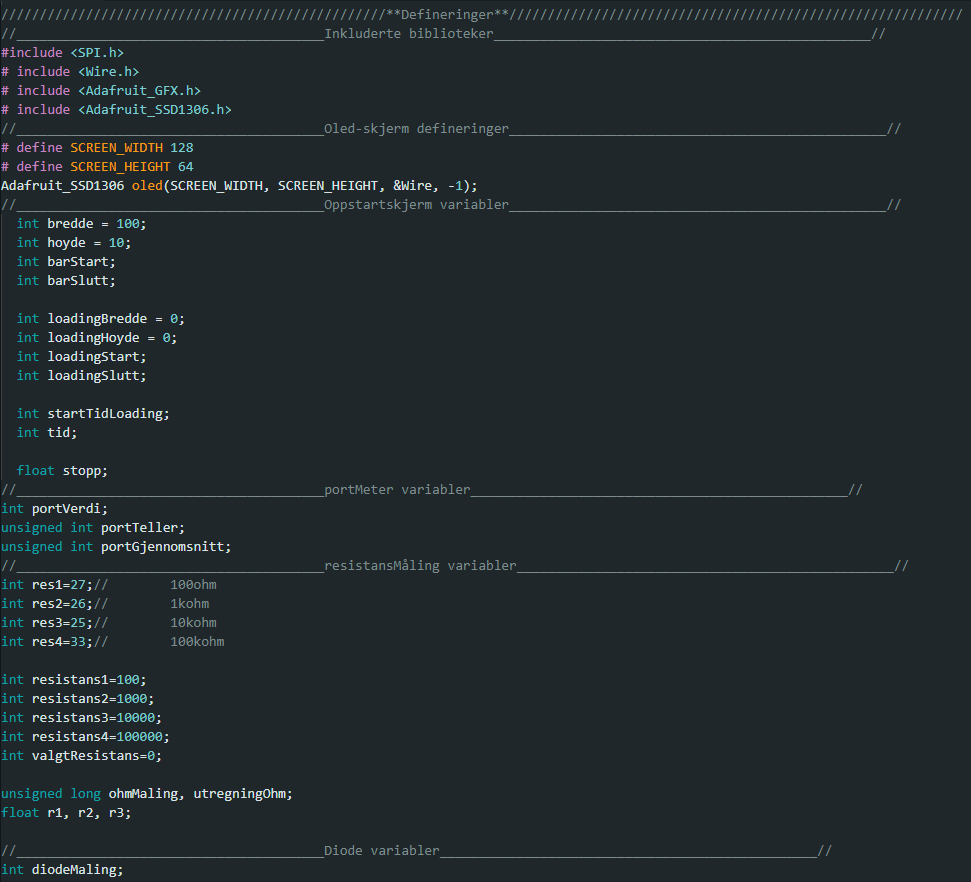 //////////////////////////////////////////////////**Defineringer**///////////////////////////////////////////////////////////
//________________________________________Inkluderte biblioteker_________________________________________________//
#include <SPI.h>
# include <Wire.h>
# include <Adafruit_GFX.h>
# include <Adafruit_SSD1306.h>
//________________________________________Oled-skjerm defineringer_________________________________________________//
# define SCREEN_WIDTH 128
# define SCREEN_HEIGHT 64
Adafruit_SSD1306 oled(SCREEN_WIDTH, SCREEN_HEIGHT, &Wire, -1);
//________________________________________Oppstartskjerm variabler_________________________________________________//
  int bredde = 100;
  int hoyde = 10;
  int barStart;
  int barSlutt;

  int loadingBredde = 0;
  int loadingHoyde = 0;
  int loadingStart;
  int loadingSlutt;

  int startTidLoading;
  int tid;

  float stopp;
//________________________________________portMeter variabler_________________________________________________//
int portVerdi;
unsigned int portTeller;
unsigned int portGjennomsnitt;
//________________________________________resistansMåling variabler_________________________________________________//
int res1=27;//        100ohm
int res2=26;//        1kohm
int res3=25;//        10kohm
int res4=33;//        100kohm

int resistans1=100;
int resistans2=1000;
int resistans3=10000;
int resistans4=100000;
int valgtResistans=0;

unsigned long ohmMaling, utregningOhm;
float r1, r2, r3;

//________________________________________Diode variabler_________________________________________________//
int diodeMaling;